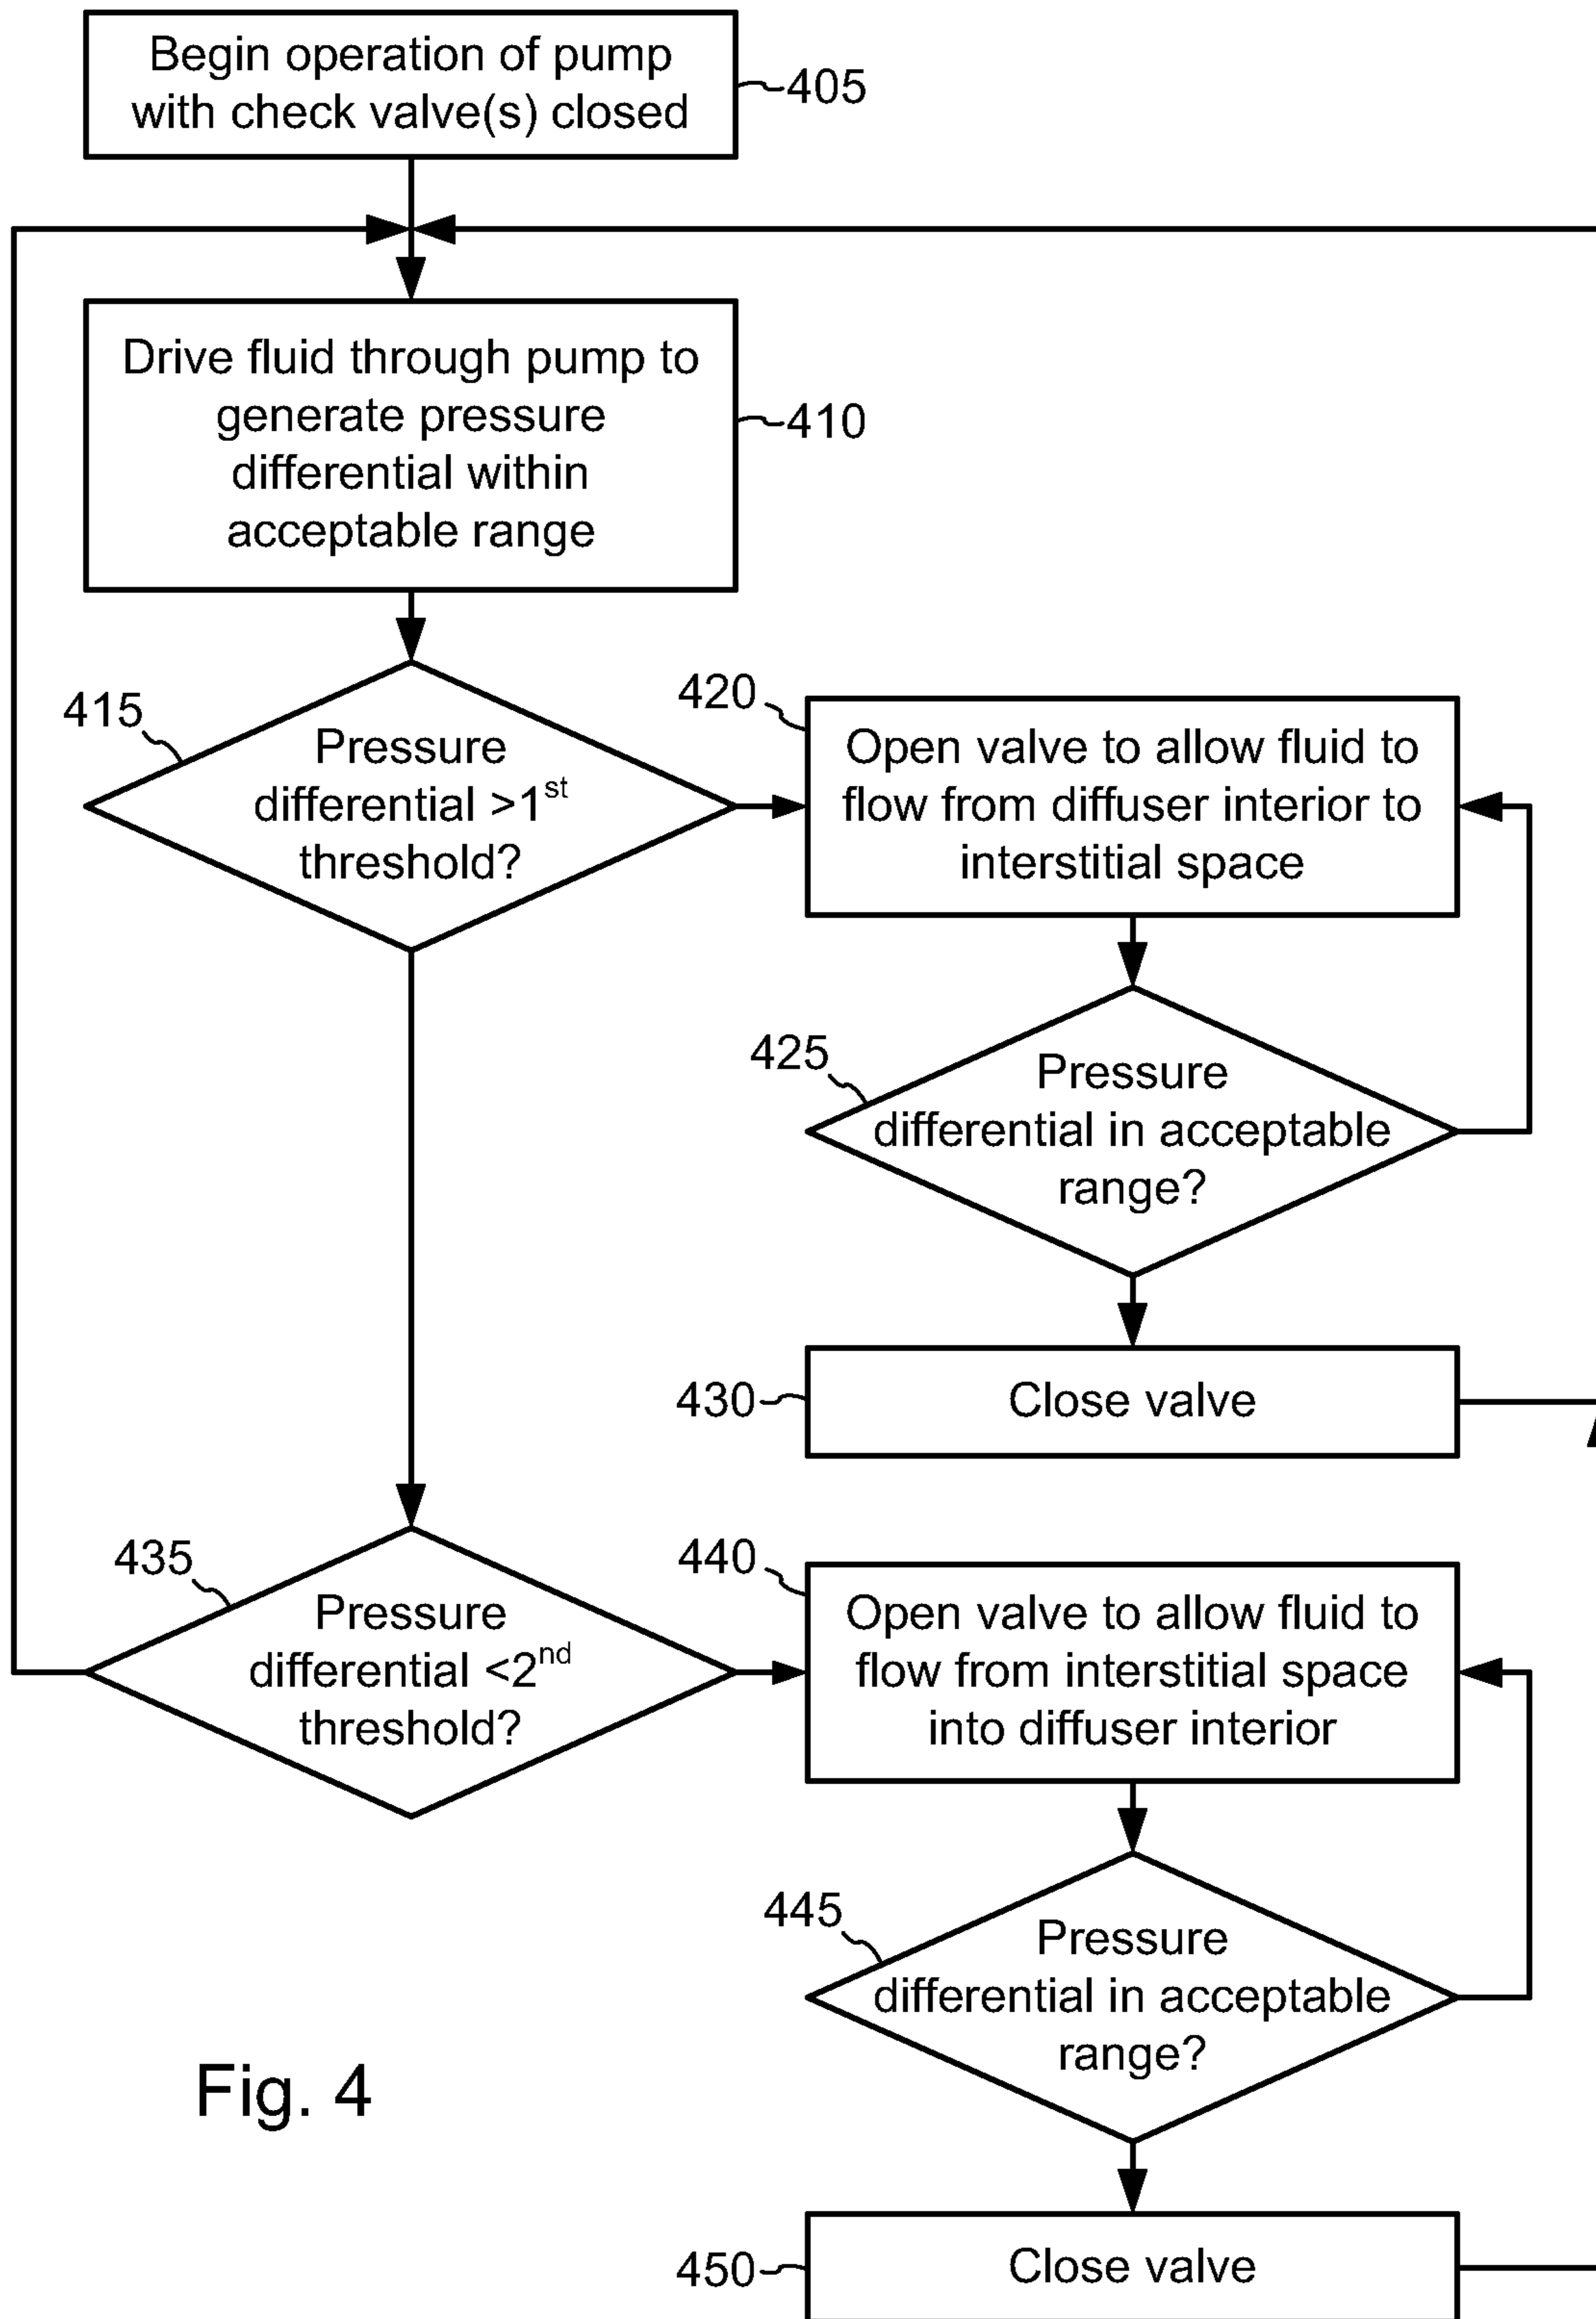 Begin operation of pump
with check valve(s) closed
405
Drive fluid through pump to
generate pressure
differential within
acceptable range
410
415
Pressure
differential >1st
threshold?
420
Open valve to allow fluid to
flow from diffuser interior to
interstitial space
425
Pressure
differential in acceptable
range?
430
Close valve
435
Pressure
differential <2nd
threshold?
440
Open valve to allow fluid to
flow from interstitial space
into diffuser interior
445
Pressure
differential in acceptable
range?
450
Close valve
Fig. 4